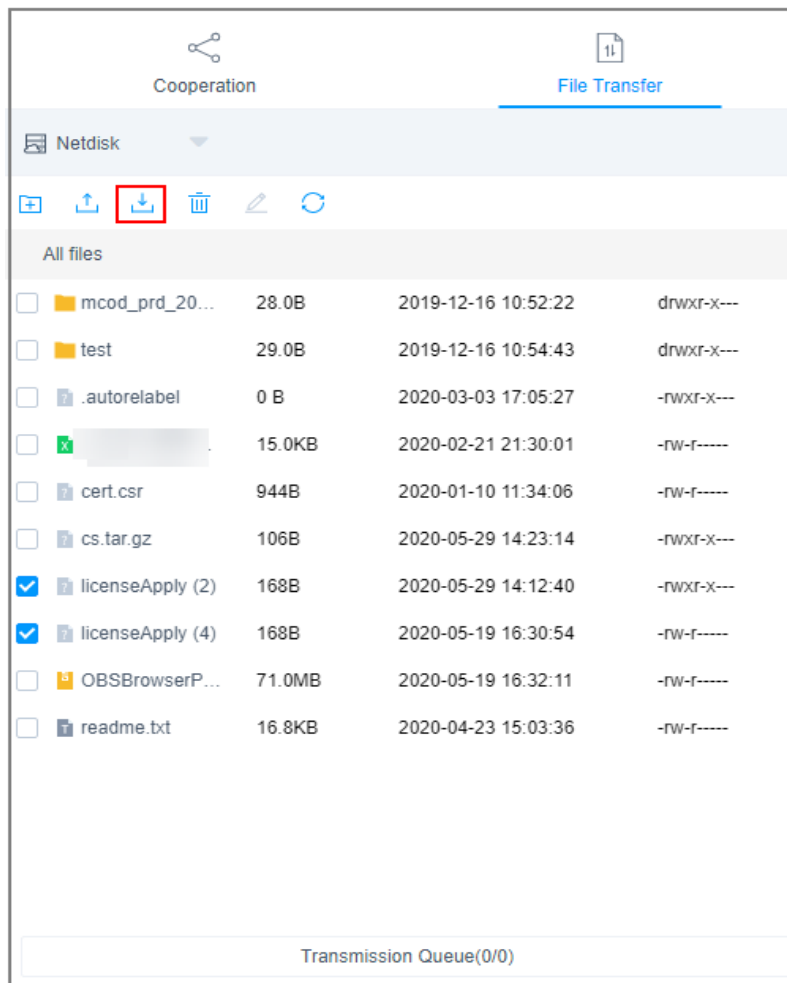 Cooperation File Transfer
Netdisk
All files
mcod_prd_20... 28.0B 2019-12-16 10:52:22 drwxr-x---
test 29.0B 2019-12-16 10:54:43 drwxr-x---
.autorelabel 0 B 2020-03-03 17:05:27 -rwxr-x---
15.0KB 2020-02-21 21:30:01 -rw-r-----
cert.csr 944B 2020-01-10 11:34:06 -rw-r-----
cs.tar.gz 106B 2020-05-29 14:23:14 -rwxr-x---
licenseApply (2) 168B 2020-05-29 14:12:40 -rwxr-x---
licenseApply (4) 168B 2020-05-19 16:30:54 -rw-r-----
OBSBrowserP... 71.0MB 2020-05-19 16:32:11 -rw-r-----
readme.txt 16.8KB 2020-04-23 15:03:36 -rw-r-----
Transmission Queue(0/0)